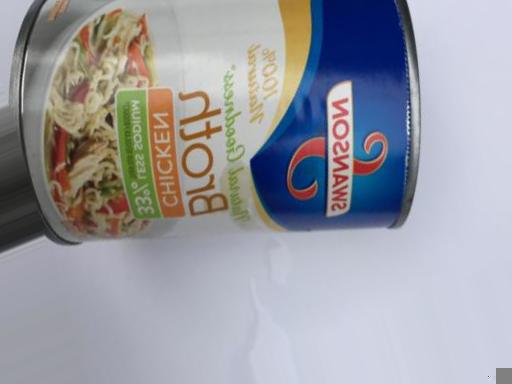 SWANSON
100%
Natural
Natural Goodness®
Broth
CHICKEN
33% LESS SODIUM